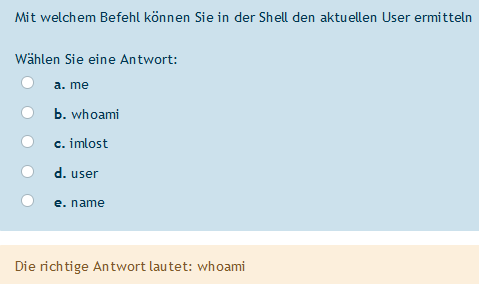 Mit welchem Befehl können Sie in der Shell den aktuellen User ermitteln
Wählen Sie eine Antwort:
a. me
b. whoami
c. imlost
d. user
e. name
Die richtige Antwort lautet: whoami